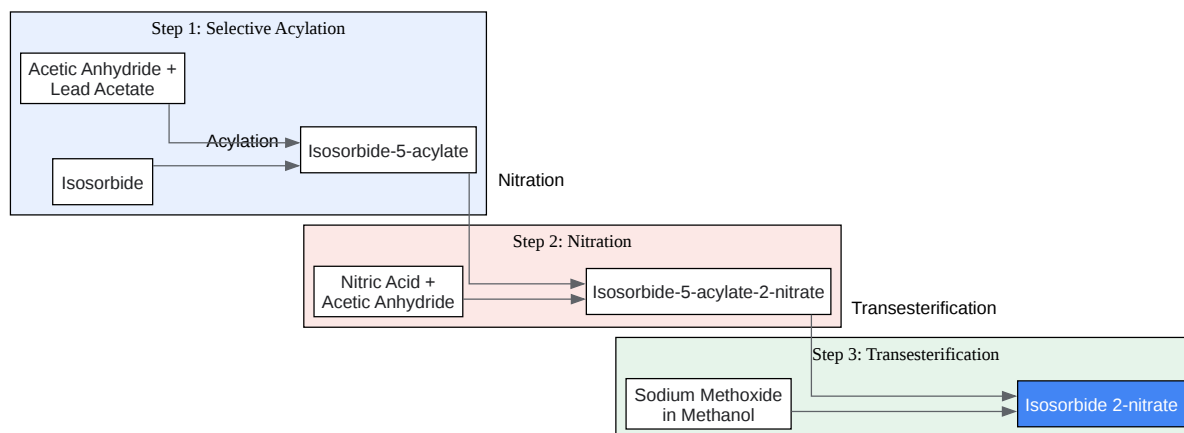 Step 1: Selective Acylation
Acetic Anhydride +
Lead Acetate
Acylation
Isosorbide-5-acylate
Isosorbide
Nitration
Step 2: Nitration
Nitric Acid +
Acetic Anhydride
Isosorbide-5-acylate-2-nitrate
Transesterification
Step 3: Transesterification
Sodium Methoxide
in Methanol
Isosorbide 2-nitrate